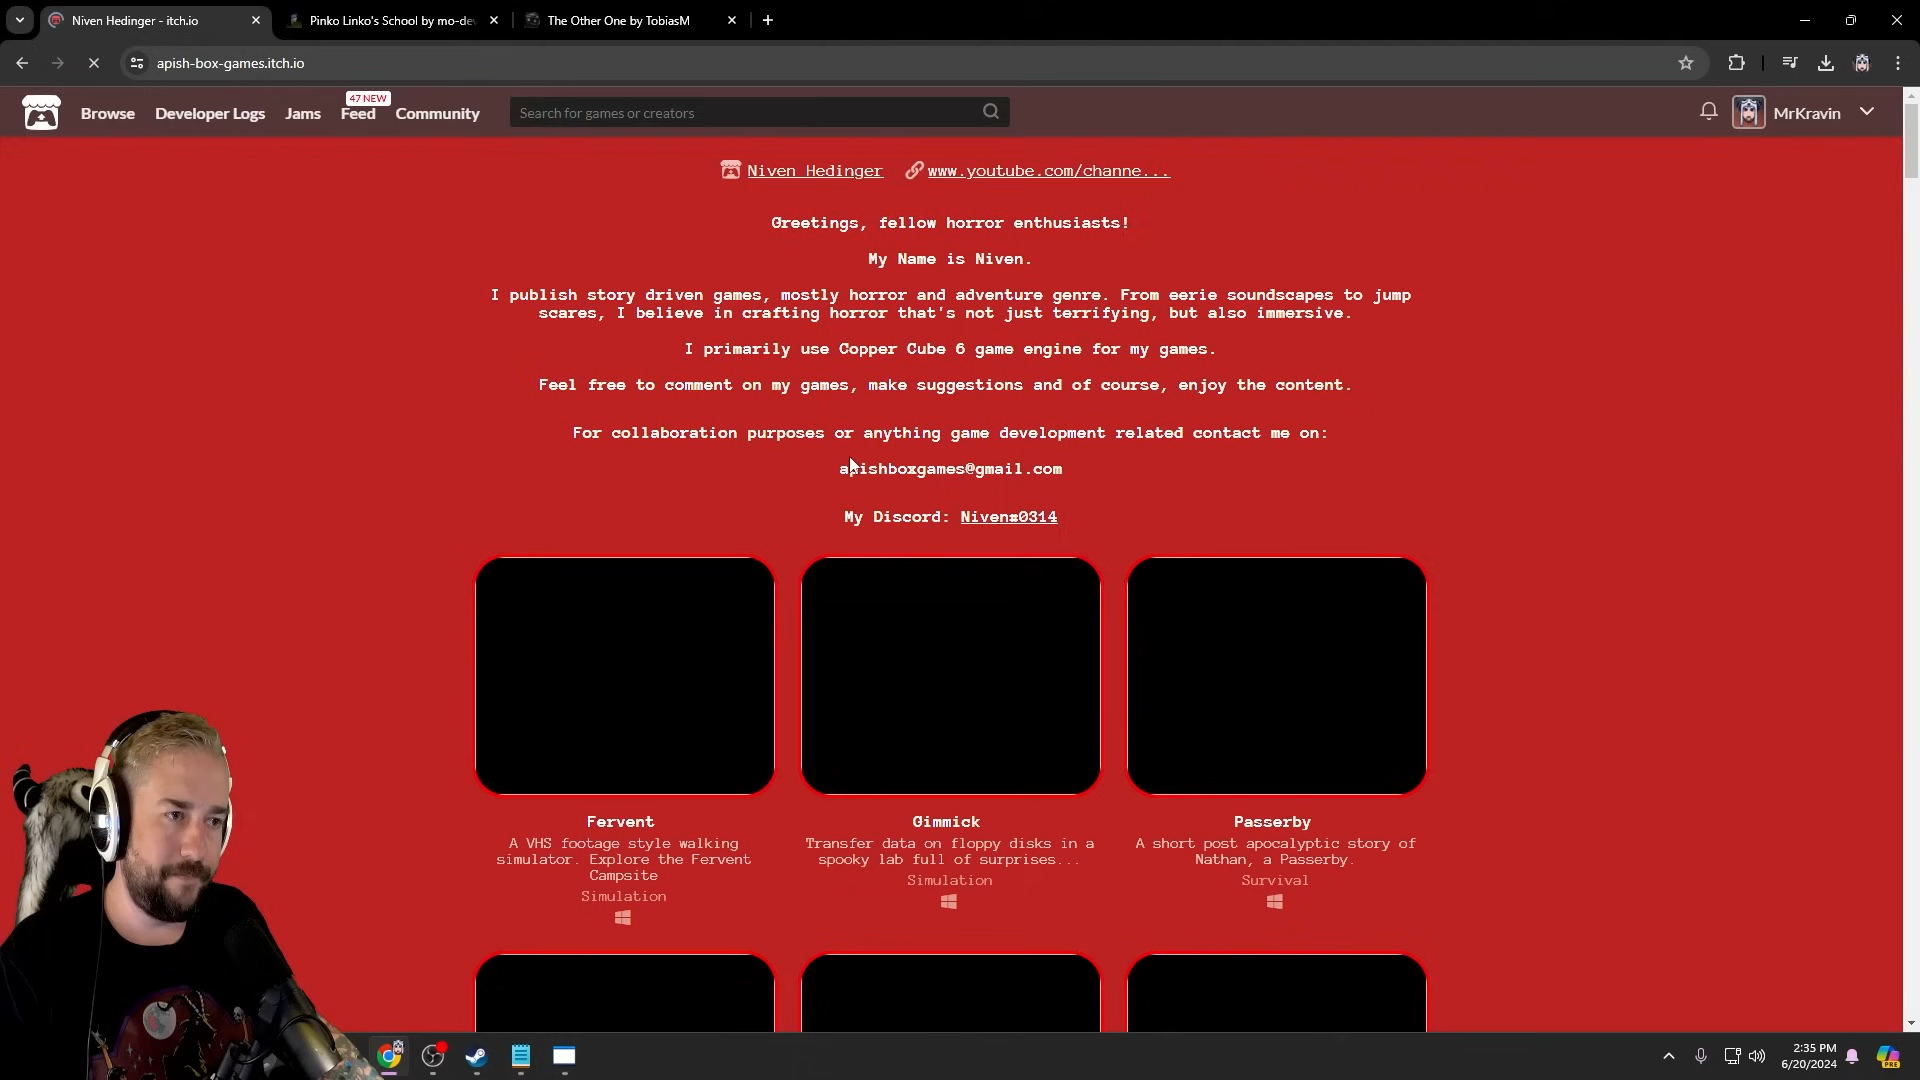 Niven Hedinger - itch.io
Pinko Linko's School by mo-de
The Other One by TobiasM
apish-box-games.itch.io
47 NEW
Browse Developer Logs Jams Feed Community
Search for games or creators
MrKravin
Niven Hedinger www.youtube.com/channe...
Greetings, fellow horror enthusiasts!
My Name is Niven.
I publish story driven games, mostly horror and adventure genre. From eerie soundscapes to jump
scares, I believe in crafting horror that's not just terrifying, but also immersive.
I primarily use Copper Cube 6 game engine for my games.
Feel free to comment on my games, make suggestions and of course, enjoy the content.
For collaboration purposes or anything game development related contact me on:
apishboxgames@gmail.com
My Discord: Niven#0314
Fervent
A VHS footage style walking
simulator. Explore the Fervent
Campsite
Simulation
Gimmick
Transfer data on floppy disks in a
spooky lab full of surprises...
Simulation
Passerby
A short post apocalyptic story of
Nathan, a Passerby.
Survival
2:35 PM
6/20/2024
PRE